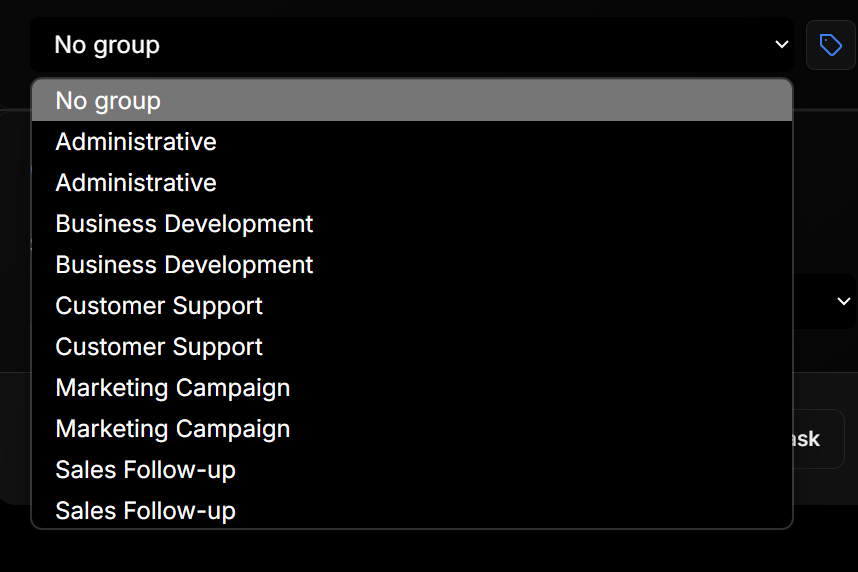 No group
No group
Administrative
Administrative
Business Development
Business Development
Customer Support
Customer Support
Marketing Campaign
Marketing Campaign
ask
Sales Follow-up
Sales Follow-up